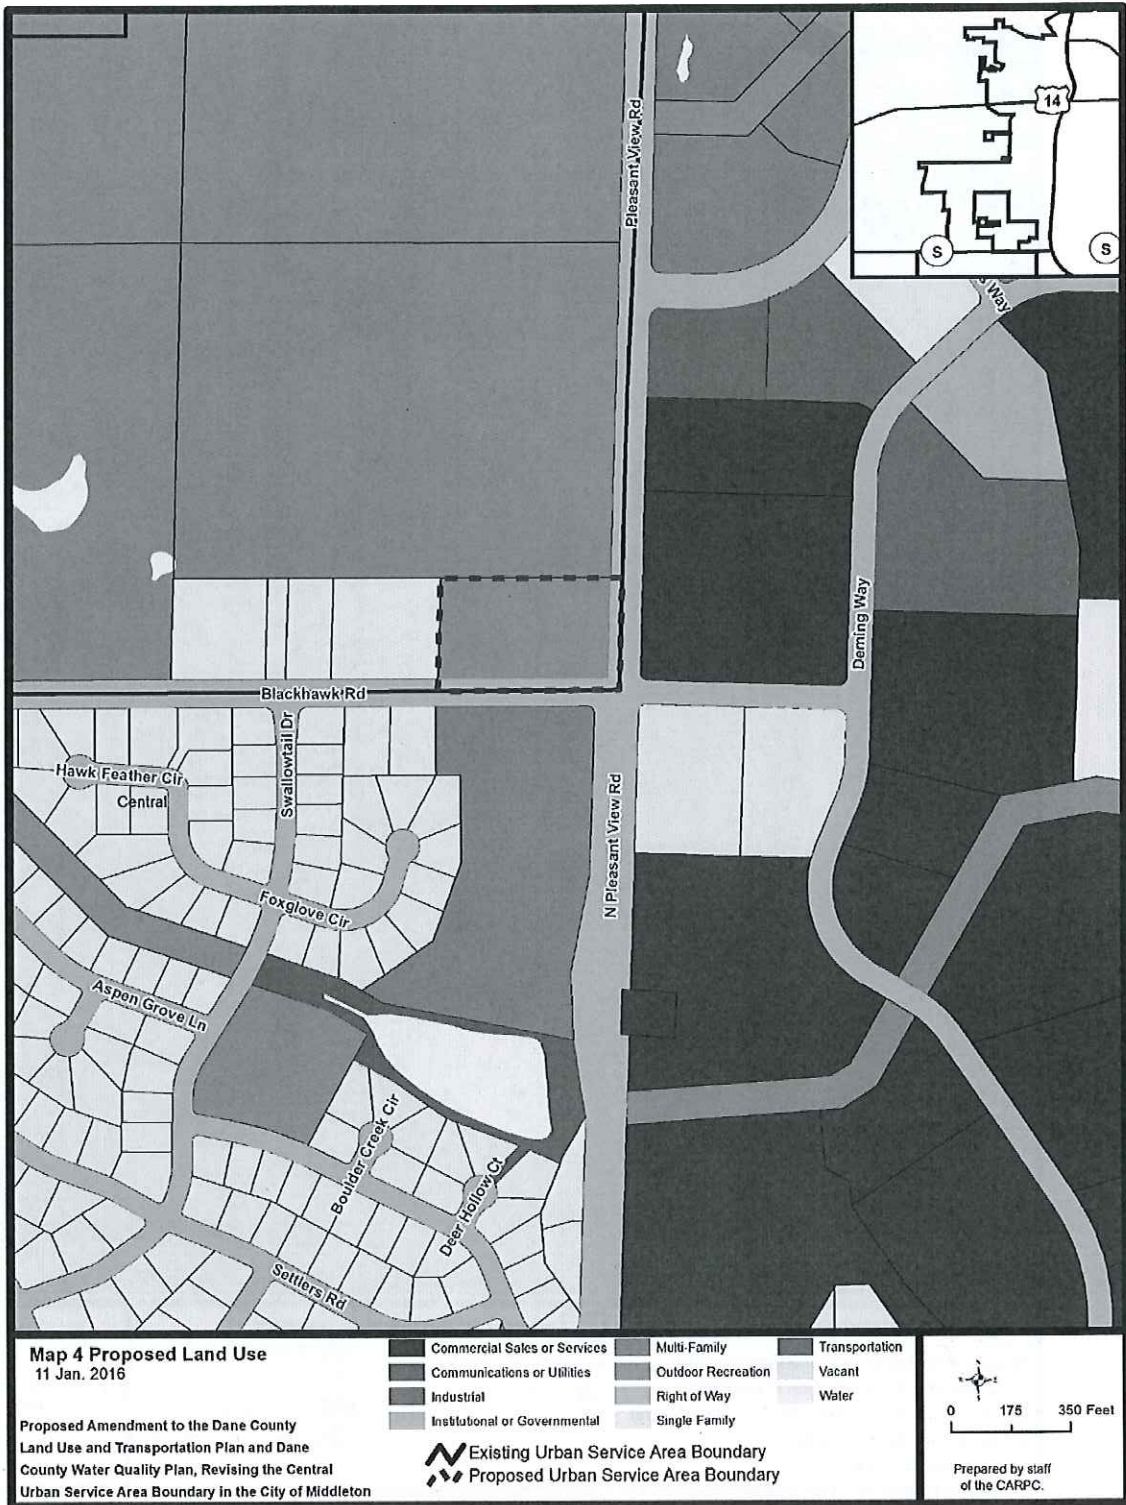 Pleasant View Rd
14
S
S
s Way
Deming Way
Blackhawk Rd
Swallowtail Dr
Hawk Feather Cir
Central
N Pleasant View Rd
Foxglove Cir
Aspen Grove Ln
Boulder Creek Cir
Deer Hollow Ct
Settlers Rd
Map 4 Proposed Land Use
11 Jan. 2016
Proposed Amendment to the Dane County
Land Use and Transportation Plan and Dane
County Water Quality Plan, Revising the Central
Urban Service Area Boundary in the City of Middleton
Commercial Sales or Services
Communications or Utilities
Industrial
Institutional or Governmental
Multi-Family
Outdoor Recreation
Right of Way
Single Family
Transportation
Vacant
Water
Existing Urban Service Area Boundary
Proposed Urban Service Area Boundary
0 175 350 Feet
Prepared by staff
of the CARPC.